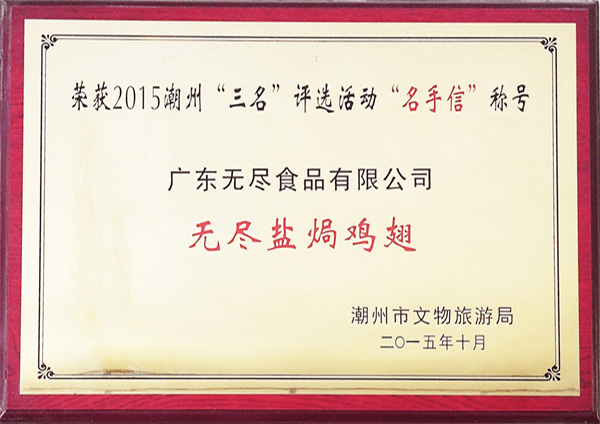 荣获2015潮州“三名”评选活动“名手信”称号
广东无尽食品有限公司
无尽盐焗鸡翅
潮州市文物旅游局
二〇一五年十月